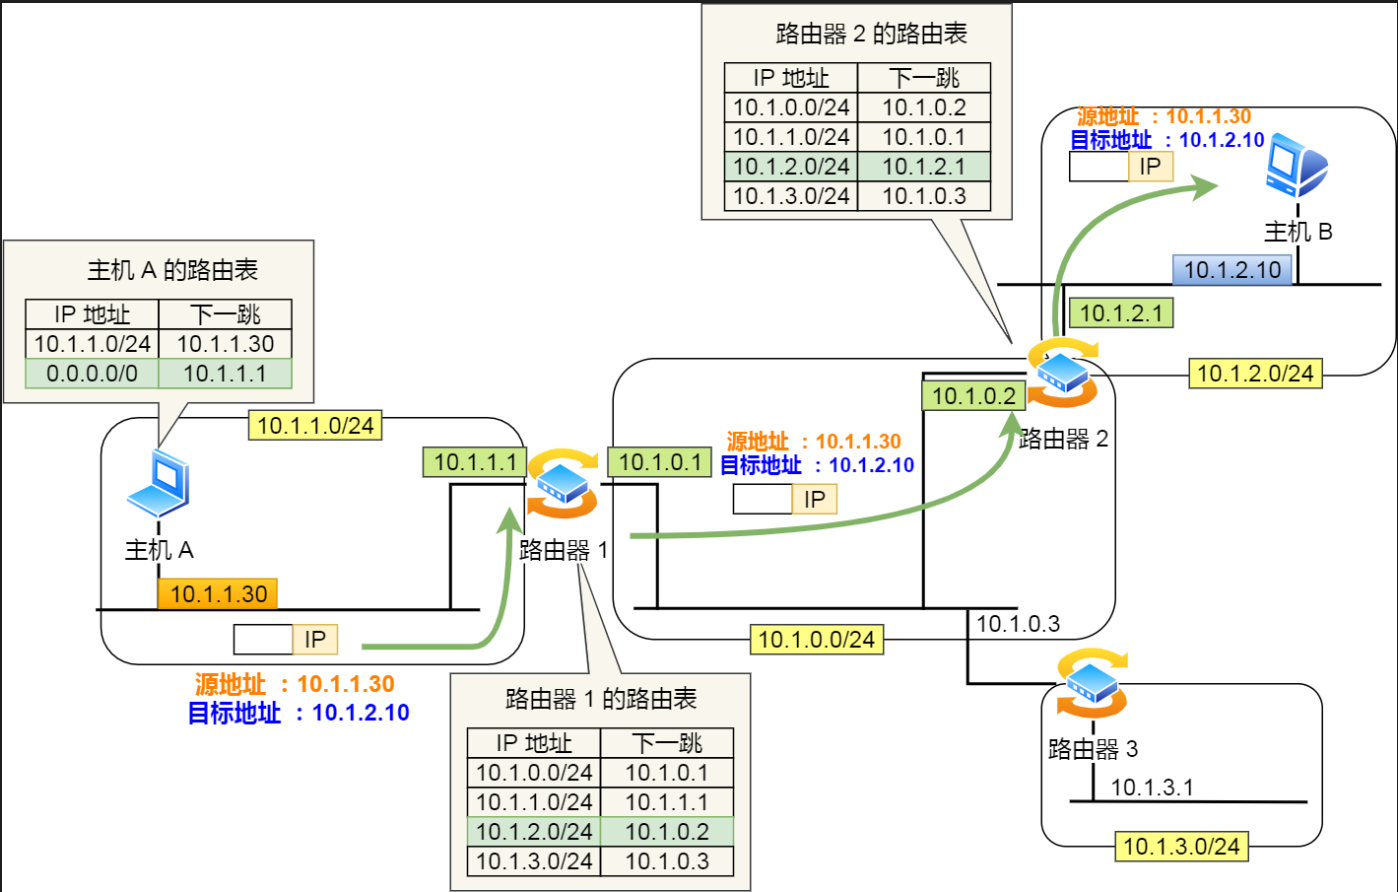 路由器 2 的路由表
IP 地址 下一跳
10.1.0.0/24 10.1.0.2
10.1.1.0/24 10.1.0.1
10.1.2.0/24 10.1.2.1
10.1.3.0/24 10.1.0.3
源地址 ：10.1.1.30
目标地址 ：10.1.2.10
IP
主机 B
10.1.2.10
10.1.2.1
10.1.2.0/24
主机 A 的路由表
IP 地址 下一跳
10.1.1.0/24 10.1.1.30
0.0.0.0/0 10.1.1.1
10.1.1.0/24
10.1.1.1
主机 A
10.1.1.30
IP
源地址 ：10.1.1.30
目标地址 ：10.1.2.10
路由器 1
10.1.0.1
源地址 ：10.1.1.30
目标地址 ：10.1.2.10
IP
10.1.0.2
路由器 2
10.1.0.0/24
10.1.0.3
路由器 1 的路由表
IP 地址 下一跳
10.1.0.0/24 10.1.0.1
10.1.1.0/24 10.1.1.1
10.1.2.0/24 10.1.0.2
10.1.3.0/24 10.1.0.3
路由器 3
10.1.3.1
10.1.3.0/24